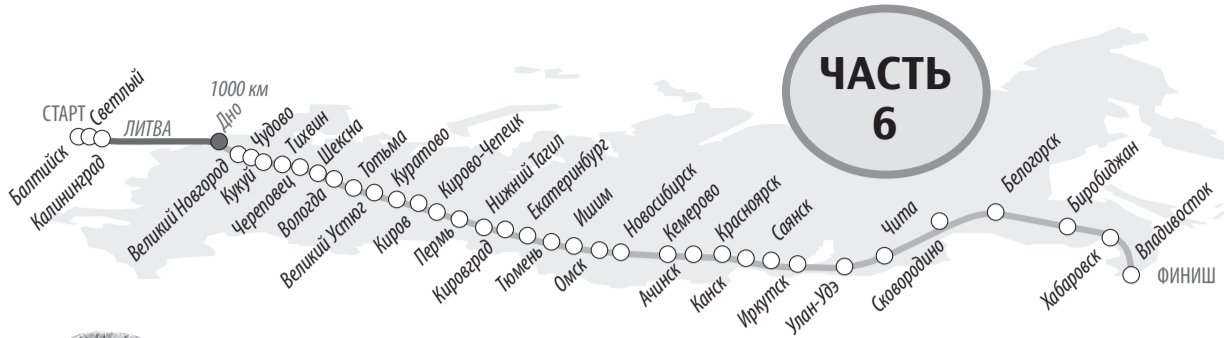 ЧАСТЬ
6
1000 км
СТАРТ
Балтийск
Светлый
Калининград
ЛИТВА
Дно
Великий Новгород
Чудово
Кукуй
Тихвин
Череповец
Шексна
Вологда
Тотьма
Великий Устюг
Куратово
Киров
Кирово-Чепецк
Пермь
Нижний Тагил
Кировград
Екатеринбург
Тюмень
Ишим
Омск
Новосибирск
Кемерово
Ачинск
Красноярск
Канск
Саянск
Иркутск
Улан-Удэ
Чита
Сковородино
Белогорск
Биробиджан
Хабаровск
Владивосток
ФИНИШ